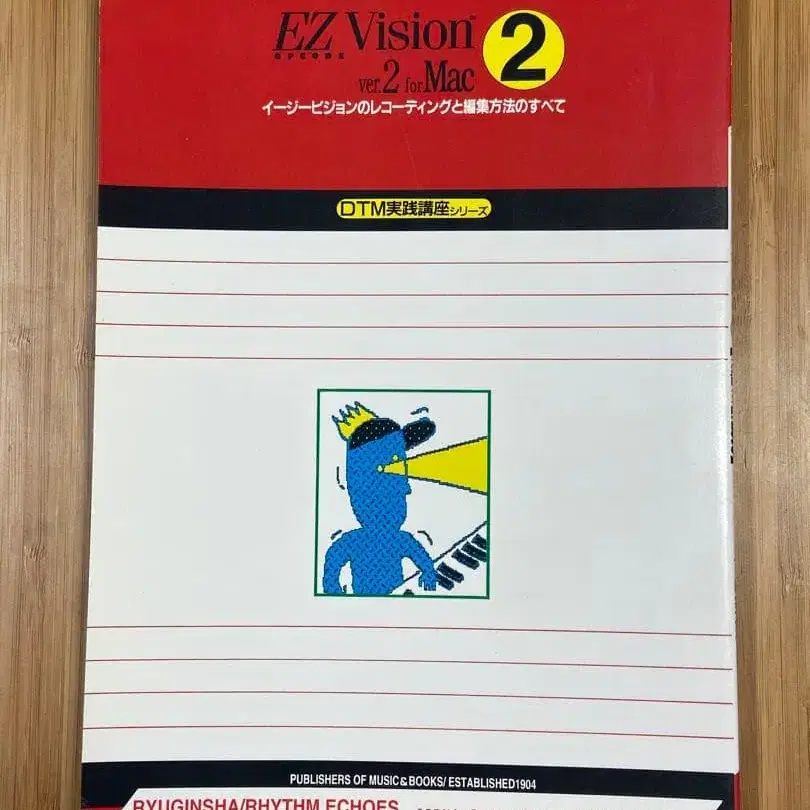 EZ Vision™
OPCODE
2
ver.2 for Mac
イージービジョンのレコーディングと編集方法のすべて
DTM実践講座シリーズ
PUBLISHERS OF MUSIC&BOOKS/ ESTABLISHED1904
RYUGINSHA/RHYTHM ECHOES